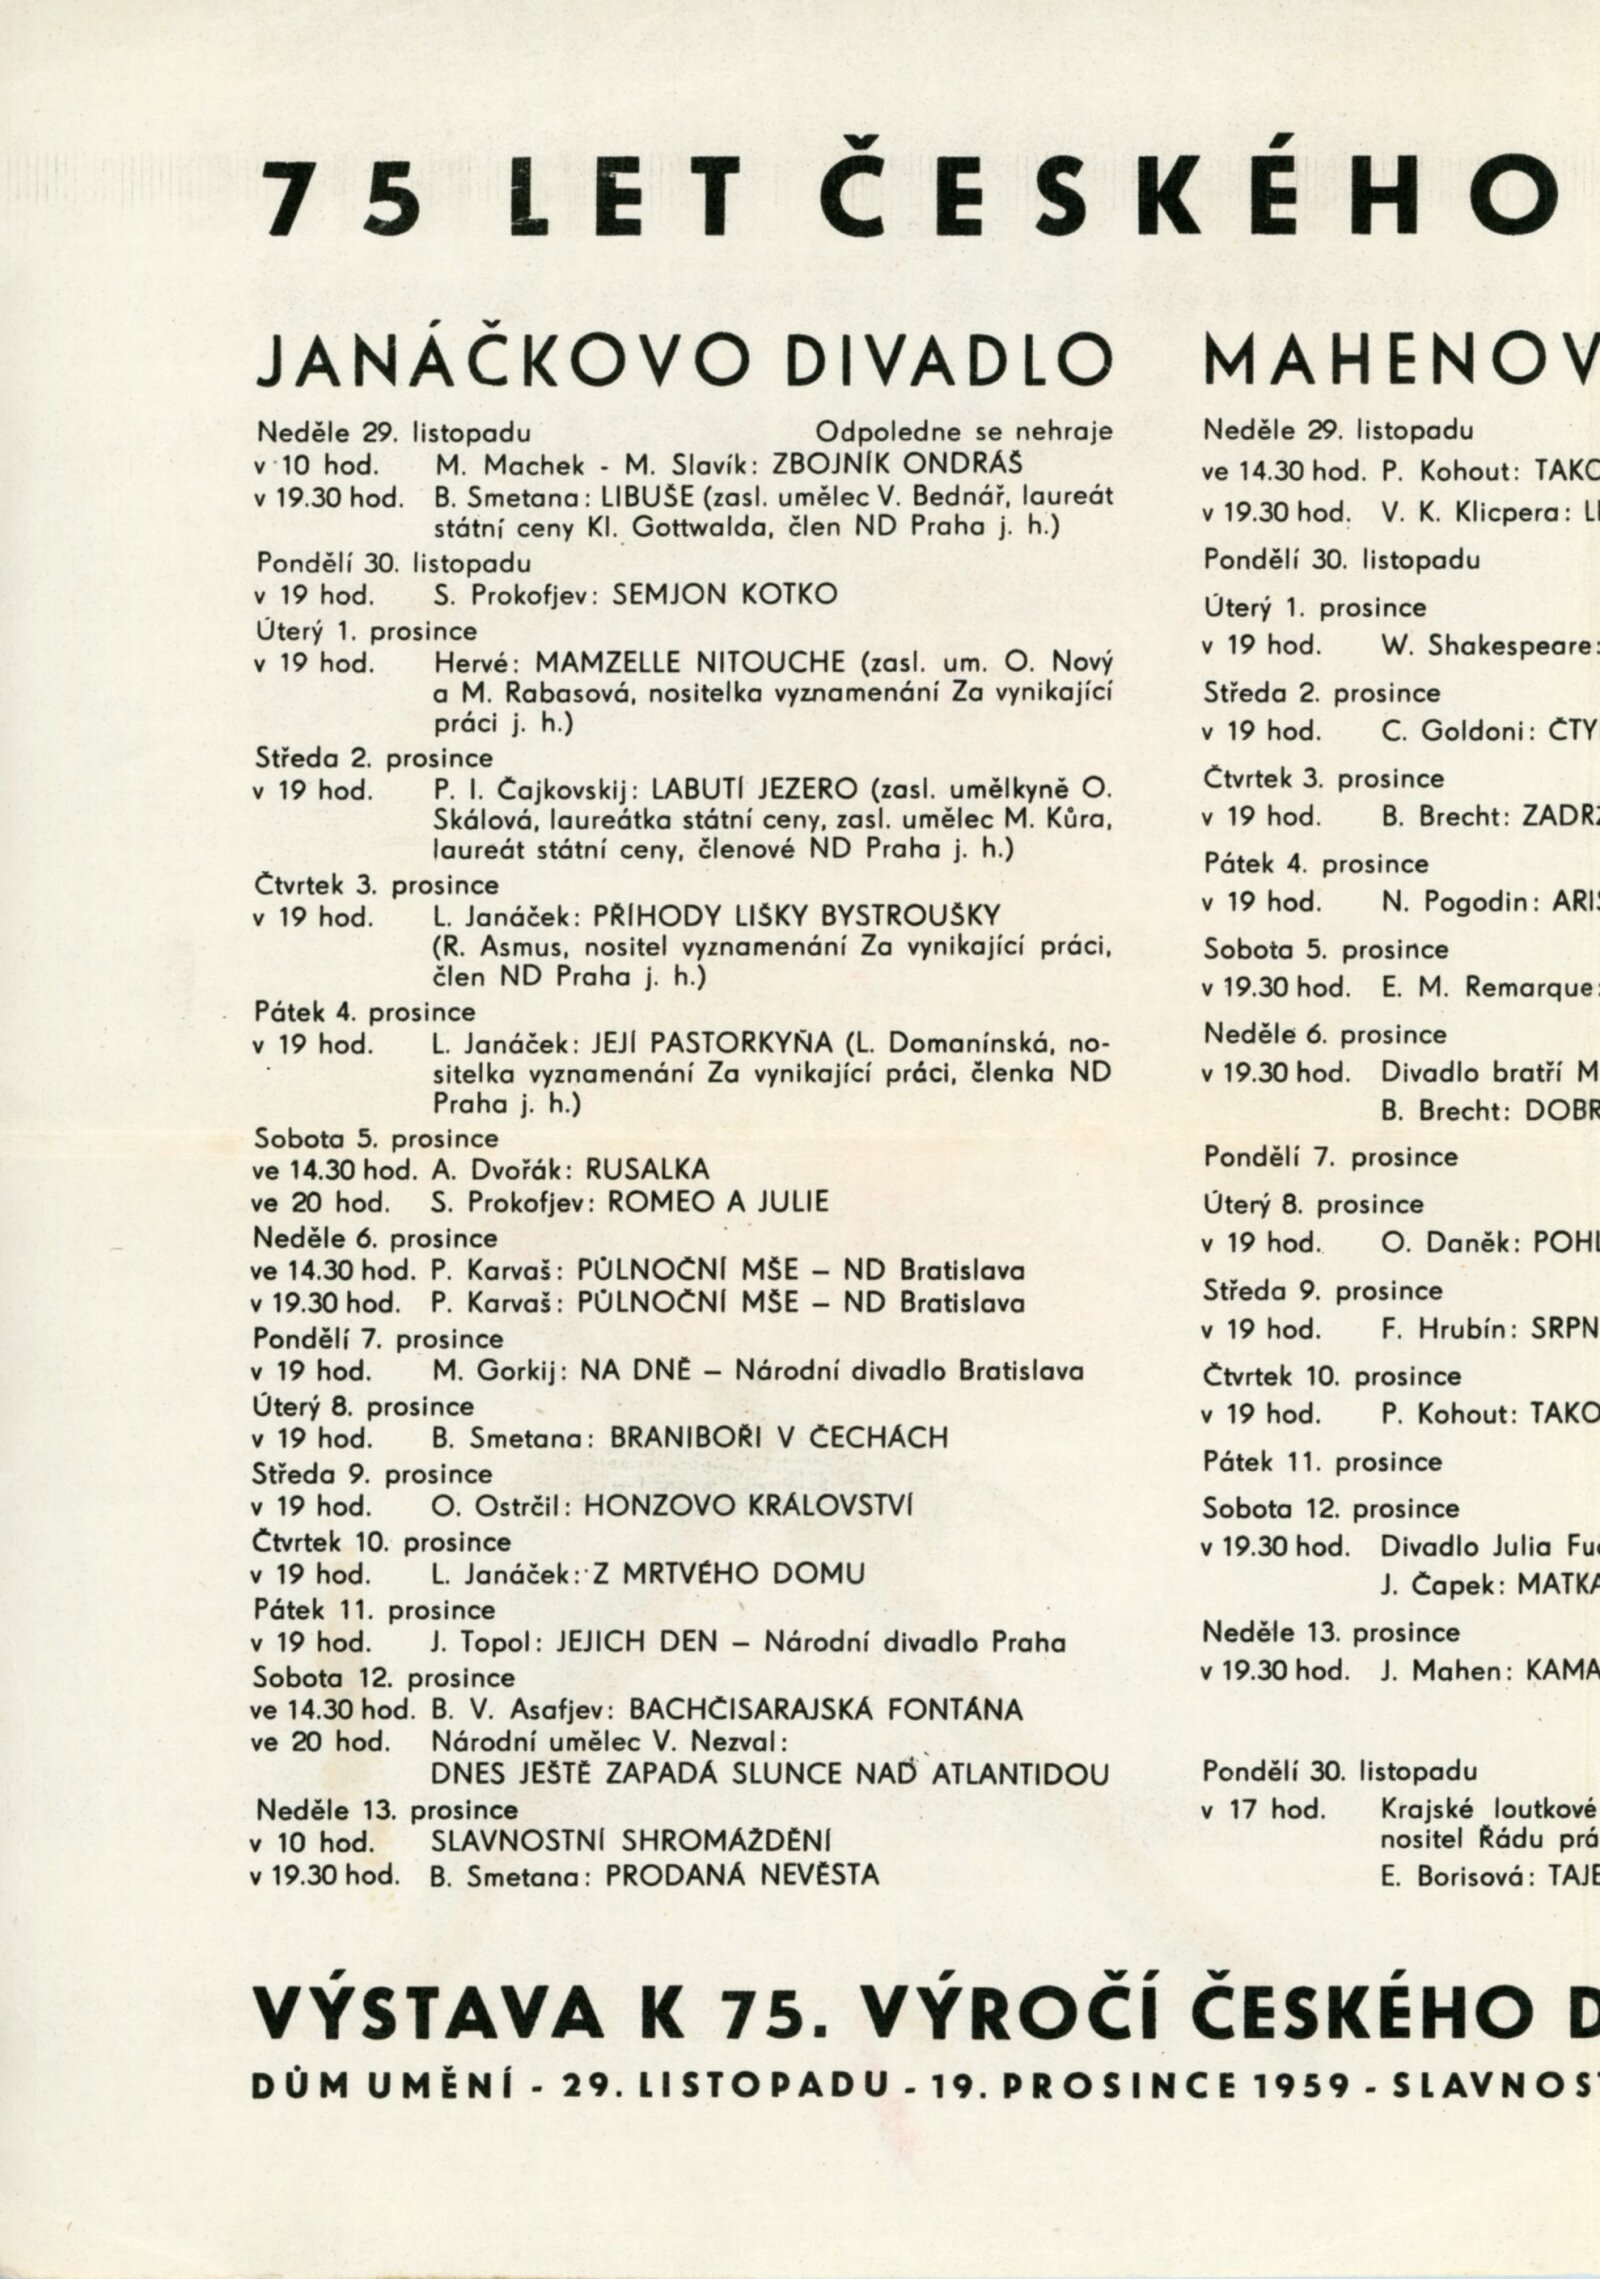 75 LET ČESKÉHO
JANÁČKOVO DIVADLO
Neděle 29. listopadu Odpoledne se nehraje
v 10 hod. M. Machek - M. Slavík: ZBOJNÍK ONDRÁŠ
v 19.30 hod. B. Smetana: LIBUŠE (zasl. umělec V. Bednář, laureát
státní ceny Kl. Gottwalda, člen ND Praha j. h.)
Pondělí 30. listopadu
v 19 hod. S. Prokofjev: SEMJON KOTKO
Úterý 1. prosince
v 19 hod. Hervé: MAMZELLE NITOUCHE (zasl. um. O. Nový
a M. Rabasová, nositelka vyznamenání Za vynikající
práci j. h.)
Středa 2. prosince
v 19 hod. P. I. Čajkovskij: LABUTÍ JEZERO (zasl. umělkyně O.
Skálová, laureátka státní ceny, zasl. umělec M. Kůra,
laureát státní ceny, členové ND Praha j. h.)
Čtvrtek 3. prosince
v 19 hod. L. Janáček: PŘÍHODY LIŠKY BYSTROUŠKY
(R. Asmus, nositel vyznamenání Za vynikající práci,
člen ND Praha j. h.)
Pátek 4. prosince
v 19 hod. L. Janáček: JEJÍ PASTORKYŇA (L. Domanínská, no-
sitelka vyznamenání Za vynikající práci, členka ND
Praha j. h.)
Sobota 5. prosince
ve 14.30 hod. A. Dvořák: RUSALKA
ve 20 hod. S. Prokofjev: ROMEO A JULIE
Neděle 6. prosince
ve 14.30 hod. P. Karvaš: PŮLNOČNÍ MŠE – ND Bratislava
v 19.30 hod. P. Karvaš: PŮLNOČNÍ MŠE – ND Bratislava
Pondělí 7. prosince
v 19 hod. M. Gorkij: NA DNĚ – Národní divadlo Bratislava
Úterý 8. prosince
v 19 hod. B. Smetana: BRANIBOŘI V ČECHÁCH
Středa 9. prosince
v 19 hod. O. Ostrčil: HONZOVO KRÁLOVSTVÍ
Čtvrtek 10. prosince
v 19 hod. L. Janáček: Z MRTVÉHO DOMU
Pátek 11. prosince
v 19 hod. J. Topol: JEJICH DEN – Národní divadlo Praha
Sobota 12. prosince
ve 14.30 hod. B. V. Asafjev: BACHČISARAJSKÁ FONTÁNA
ve 20 hod. Národní umělec V. Nezval:
DNES JEŠTĚ ZAPADÁ SLUNCE NAD ATLANTIDOU
Neděle 13. prosince
v 10 hod. SLAVNOSTNÍ SHROMÁŽDĚNÍ
v 19.30 hod. B. Smetana: PRODANÁ NEVĚSTA
MAHENOV
Neděle 29. listopadu
ve 14.30 hod. P. Kohout: TAKO
v 19.30 hod. V. K. Klicpera:
Pondělí 30. listopadu
Úterý 1. prosince
v 19 hod. W. Shakespeare:
Středa 2. prosince
v 19 hod. C. Goldoni: ČTY
Čtvrtek 3. prosince
v 19 hod. B. Brecht: ZADRŽ
Pátek 4. prosince
v 19 hod. N. Pogodin: ARIS
Sobota 5. prosince
v 19.30 hod. E. M. Remarque:
Neděle 6. prosince
v 19.30 hod. Divadlo bratří M
B. Brecht: DOBR
Pondělí 7. prosince
Úterý 8. prosince
v 19 hod. O. Daněk: POHL
Středa 9. prosince
v 19 hod. F. Hrubín: SRPN
Čtvrtek 10. prosince
v 19 hod. P. Kohout: TAKO
Pátek 11. prosince
Sobota 12. prosince
v 19.30 hod. Divadlo Julia Fu
J. Čapek: MATKA
Neděle 13. prosince
v 19.30 hod. J. Mahen: KAMA
Pondělí 30. listopadu
v 17 hod. Krajské loutkové
nositel Řádu prá
E. Borisová: TAJE
VÝSTAVA K 75. VÝROČÍ ČESKÉHO D
DŮM UMĚNÍ - 29. LISTOPADU - 19. PROSINCE 1959 - SLAVNOST